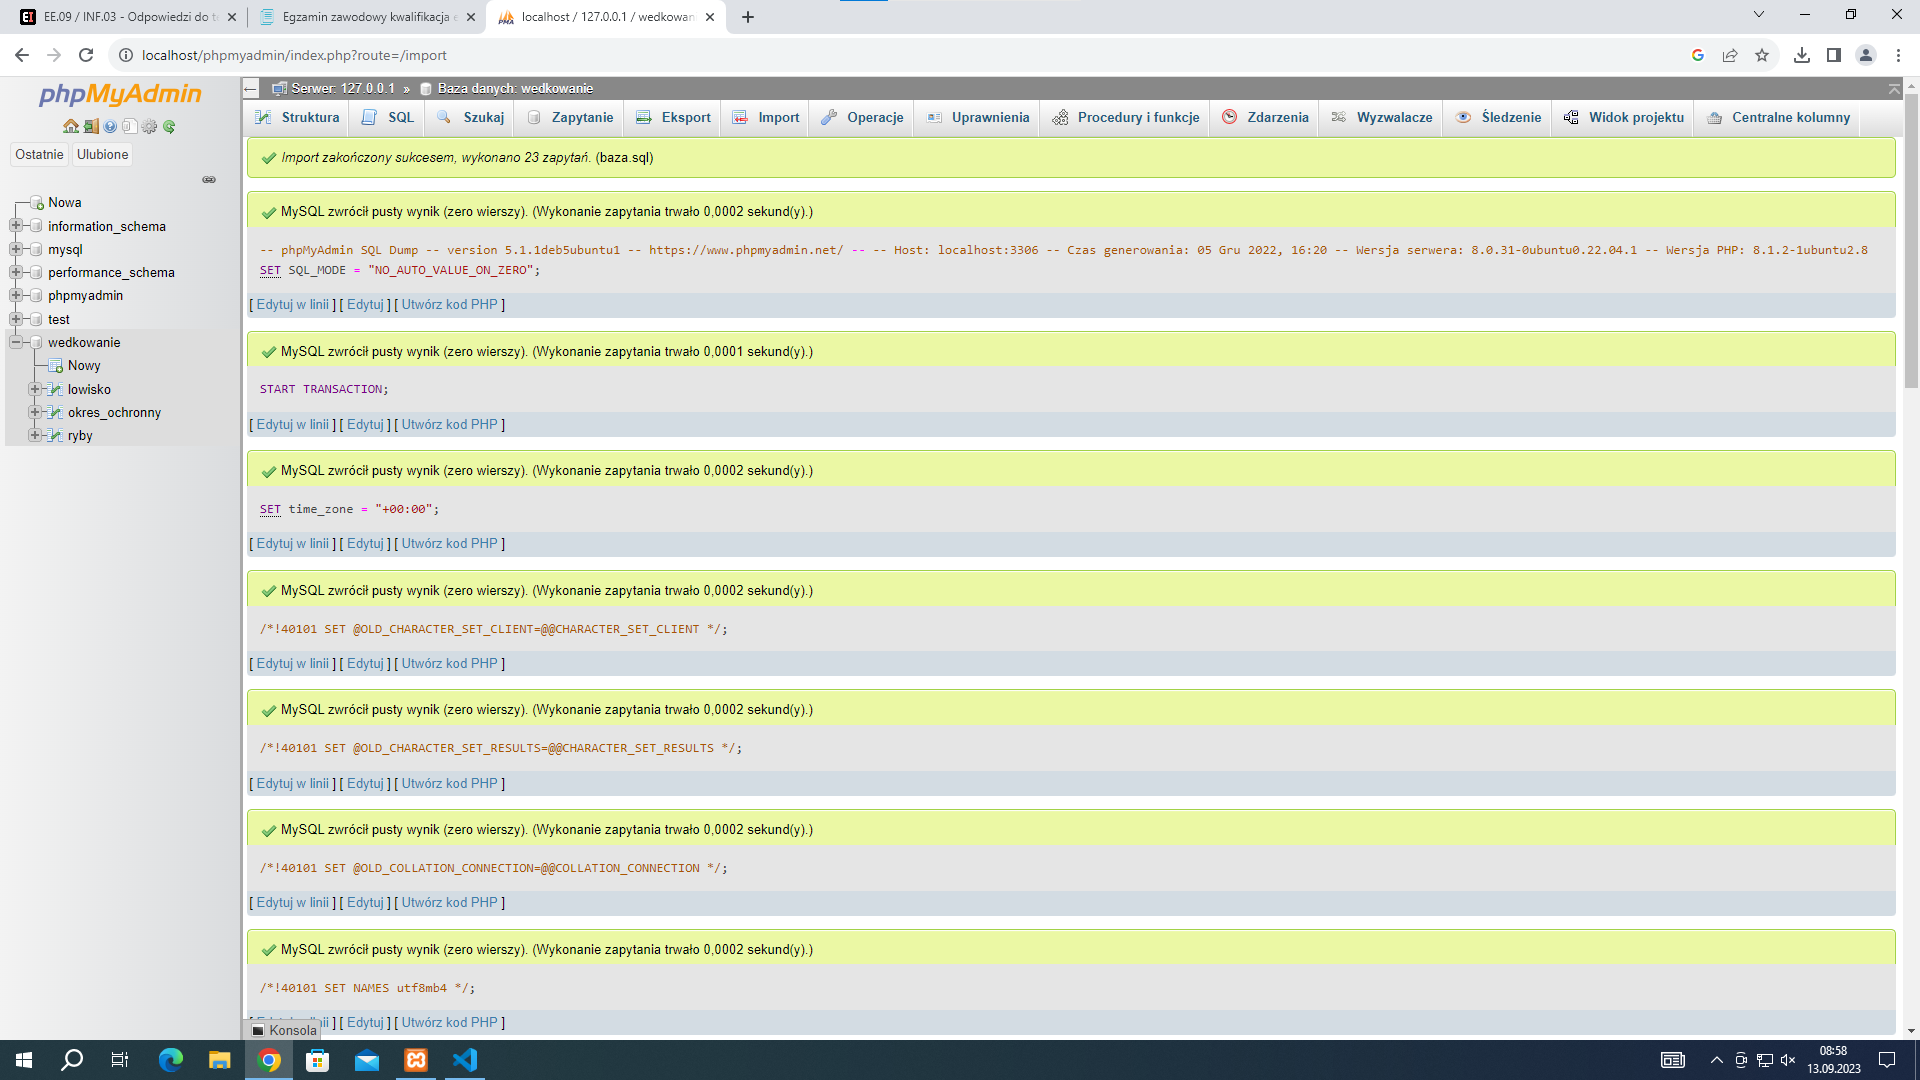 EE.09 / INF.03 - Odpowiedzi do t
Egzamin zawodowy kwalifikacja e
localhost / 127.0.0.1 / wedkowani
localhost/phpmyadmin/index.php?route=/import
phpMyAdmin
Ostatnie
Ulubione
Nowa
information_schema
mysql
performance_schema
phpmyadmin
test
wedkowanie
Nowy
lowisko
okres_ochronny
ryby
Serwer: 127.0.0.1 » Baza danych: wedkowanie
Struktura SQL Szukaj Zapytanie Eksport Import Operacje Uprawnienia Procedury i funkcje Zdarzenia Wyzwalacze Śledzenie Widok projektu Centralne kolumny
Import zakończony sukcesem, wykonano 23 zapytań. (baza.sql)
MySQL zwrócił pusty wynik (zero wierszy). (Wykonanie zapytania trwało 0,0002 sekund(y).)
-- phpMyAdmin SQL Dump -- version 5.1.1deb5ubuntu1 -- https://www.phpmyadmin.net/ -- -- Host: localhost:3306 -- Czas generowania: 05 Gru 2022, 16:20 -- Wersja serwera: 8.0.31-0ubuntu0.22.04.1 -- Wersja PHP: 8.1.2-1ubuntu2.8
SET SQL_MODE = "NO_AUTO_VALUE_ON_ZERO";
[ Edytuj w linii ] [ Edytuj ] [ Utwórz kod PHP ]
MySQL zwrócił pusty wynik (zero wierszy). (Wykonanie zapytania trwało 0,0001 sekund(y).)
START TRANSACTION;
[ Edytuj w linii ] [ Edytuj ] [ Utwórz kod PHP ]
MySQL zwrócił pusty wynik (zero wierszy). (Wykonanie zapytania trwało 0,0002 sekund(y).)
SET time_zone = "+00:00";
[ Edytuj w linii ] [ Edytuj ] [ Utwórz kod PHP ]
MySQL zwrócił pusty wynik (zero wierszy). (Wykonanie zapytania trwało 0,0002 sekund(y).)
/*!40101 SET @OLD_CHARACTER_SET_CLIENT=@@CHARACTER_SET_CLIENT */;
[ Edytuj w linii ] [ Edytuj ] [ Utwórz kod PHP ]
MySQL zwrócił pusty wynik (zero wierszy). (Wykonanie zapytania trwało 0,0002 sekund(y).)
/*!40101 SET @OLD_CHARACTER_SET_RESULTS=@@CHARACTER_SET_RESULTS */;
[ Edytuj w linii ] [ Edytuj ] [ Utwórz kod PHP ]
MySQL zwrócił pusty wynik (zero wierszy). (Wykonanie zapytania trwało 0,0002 sekund(y).)
/*!40101 SET @OLD_COLLATION_CONNECTION=@@COLLATION_CONNECTION */;
[ Edytuj w linii ] [ Edytuj ] [ Utwórz kod PHP ]
MySQL zwrócił pusty wynik (zero wierszy). (Wykonanie zapytania trwało 0,0002 sekund(y).)
/*!40101 SET NAMES utf8mb4 */;
] [ Edytuj ] [ Utwórz kod PHP ]
Konsola
08:58
13.09.2023